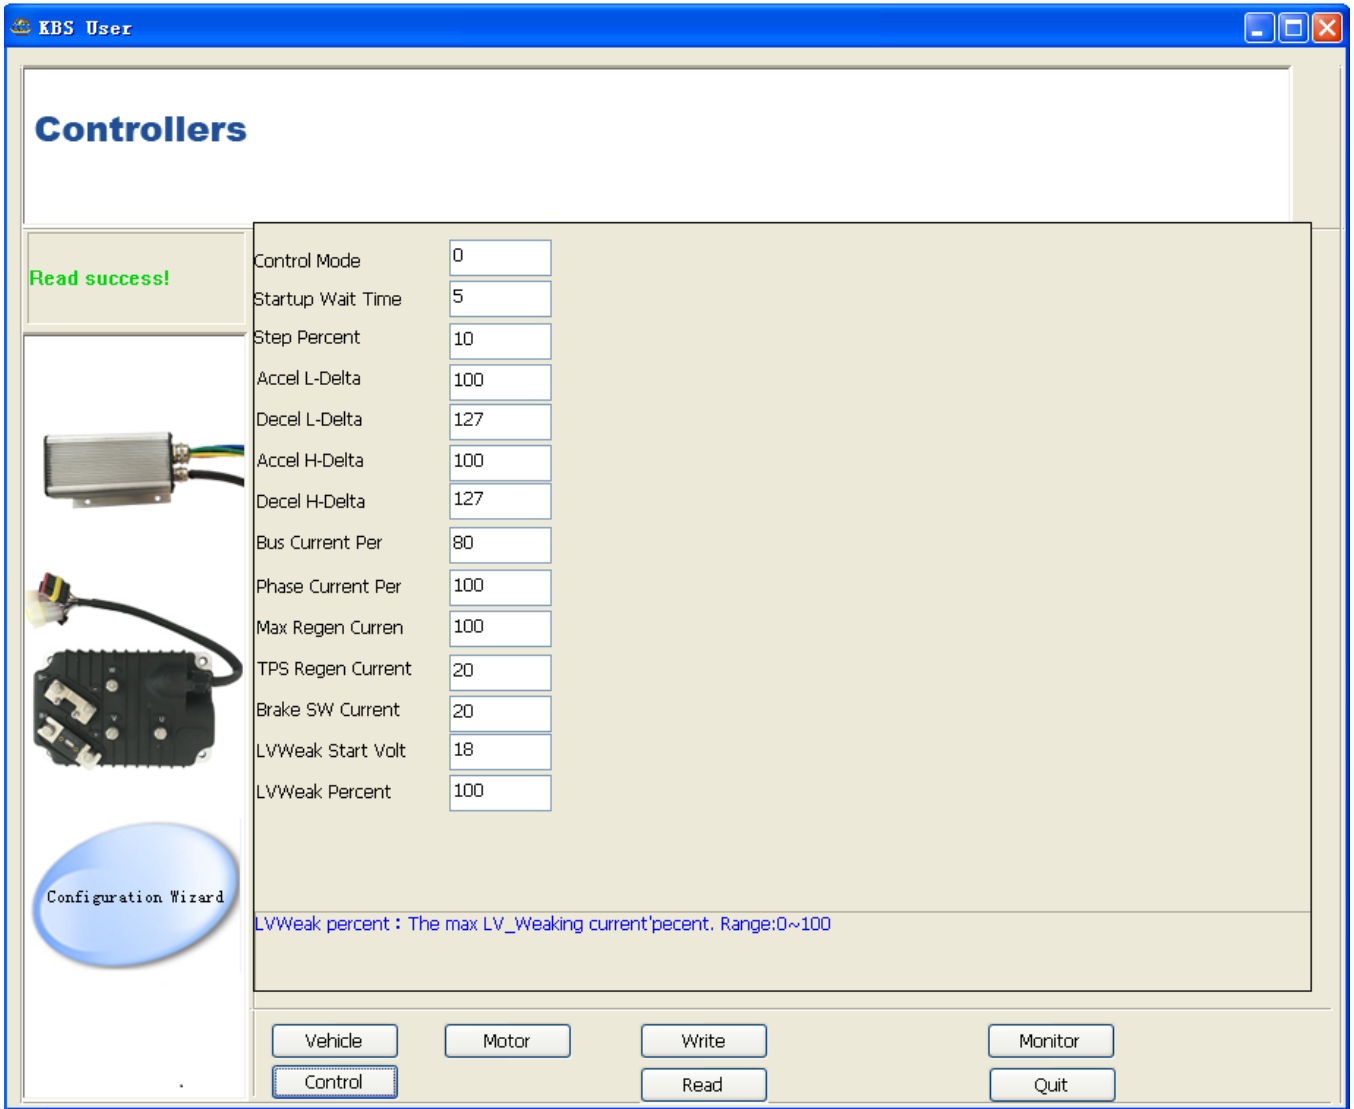 KBS User
Controllers
Read success!
Control Mode 0
Startup Wait Time 5
Step Percent 10
Accel L-Delta 100
Decel L-Delta 127
Accel H-Delta 100
Decel H-Delta 127
Bus Current Per 80
Phase Current Per 100
Max Regen Curren 100
TPS Regen Current 20
Brake SW Current 20
LVWeak Start Volt 18
LVWeak Percent 100
Configuration Wizard
LVWeak percent : The max LV_Weaking current'pecent. Range:0~100
Vehicle Motor Write Monitor
Control Read Quit